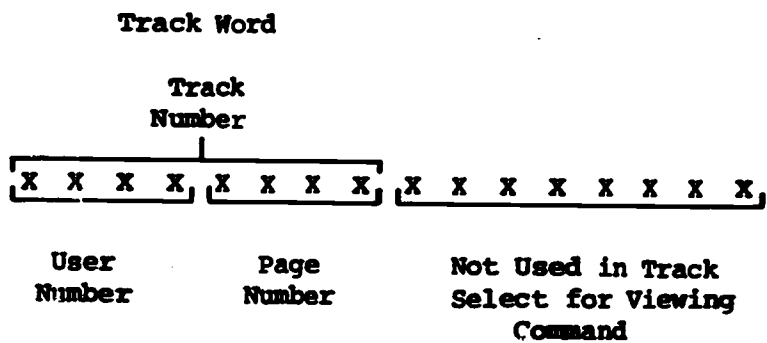 Track Word
Track
Number
X X X X X X X X X X X X X X X X
User
Number
Page
Number
Not Used in Track
Select for Viewing
Command